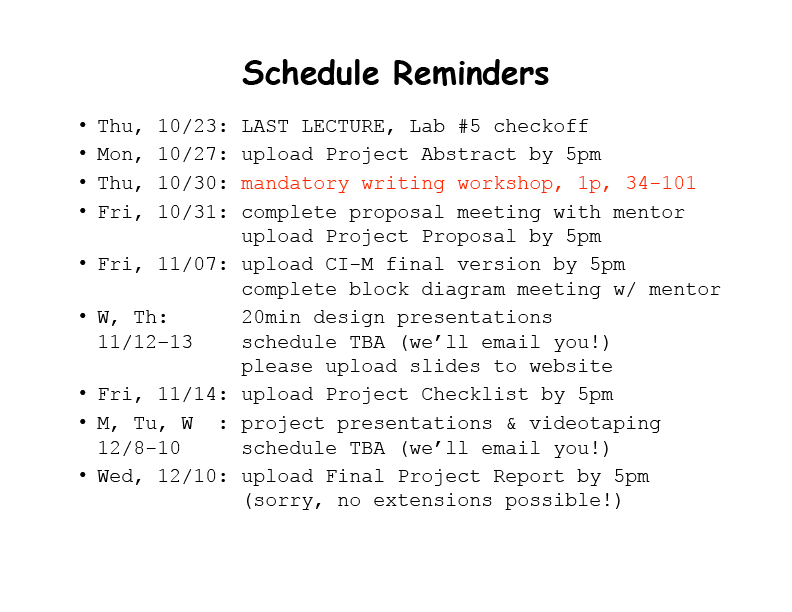 Schedule Reminders
• Thu, 10/23: LAST LECTURE, Lab #5 checkoff
• Mon, 10/27: upload Project Abstract by 5pm
• Thu, 10/30: mandatory writing workshop, 1p, 34-101
• Fri, 10/31: complete proposal meeting with mentor
upload Project Proposal by 5pm
• Fri, 11/07: upload CI-M final version by 5pm
complete block diagram meeting w/ mentor
• W, Th: 20min design presentations
11/12-13 schedule TBA (we’ll email you!)
please upload slides to website
• Fri, 11/14: upload Project Checklist by 5pm
• M, Tu, W : project presentations & videotaping
12/8-10 schedule TBA (we’ll email you!)
• Wed, 12/10: upload Final Project Report by 5pm
(sorry, no extensions possible!)